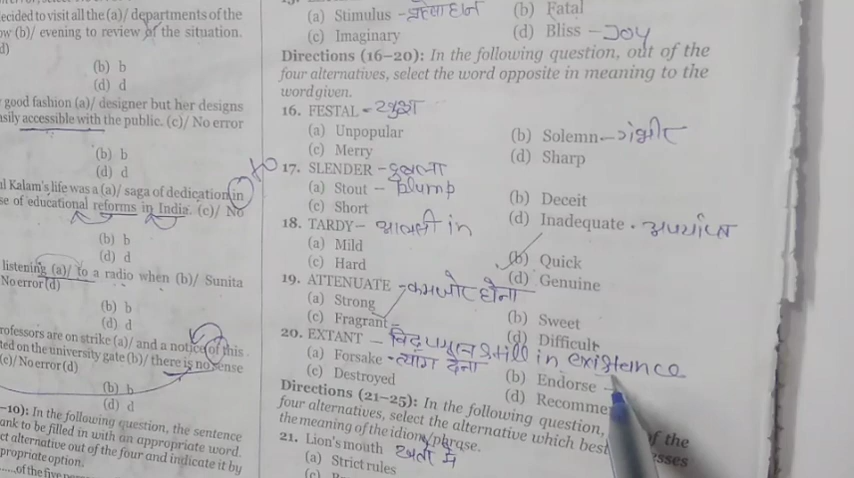 ecided to visit all the (a)/ departments of the
ow (b)/ evening to review of the situation.
d)
(b) b
(d) d
good fashion (a)/ designer but her designs
asily accessible with the public. (c)/ No error
(b) b
(d) d
al Kalam's life was a (a)/ saga of dedication in
se of educational reforms in India. (c)/ No
(b) b
(d) d
listening (a)/ to a radio when (b)/ Sunita
No error (d)
(b) b
(d) d
rofessors are on strike (a)/ and a notice of this
ted on the university gate (b)/ there is no sense
(c)/ No error (d)
(b) b
(d) d
–10): In the following question, the sentence
ank to be filled in with an appropriate word.
ct alternative out of the four and indicate it by
propriate option.
......of the five
(a) Stimulus
(b) Fatal
(c) Imaginary
(d) Bliss – Joy
Directions (16–20): In the following question, out of the
four alternatives, select the word opposite in meaning to the
word given.
16. FESTAL – खुश
(a) Unpopular
(b) Solemn – गंभीर
(c) Merry
(d) Sharp
17. SLENDER – दुबला
(a) Stout – Plump
(b) Deceit
(c) Short
(d) Inadequate
18. TARDY – आलसी in
(a) Mild
(b) Quick
(c) Hard
(d) Genuine
19. ATTENUATE – कमजोर होना
(a) Strong
(b) Sweet
(c) Fragrant
(d) Difficult
20. EXTANT – still in existence
(a) Forsake – त्याग देना
(b) Endorse
(c) Destroyed
(d) Recomme
Directions (21–25): In the following question, of the
four alternatives, select the alternative which best esses
the meaning of the idiom/phrase.
21. Lion's mouth
(a) Strict rules